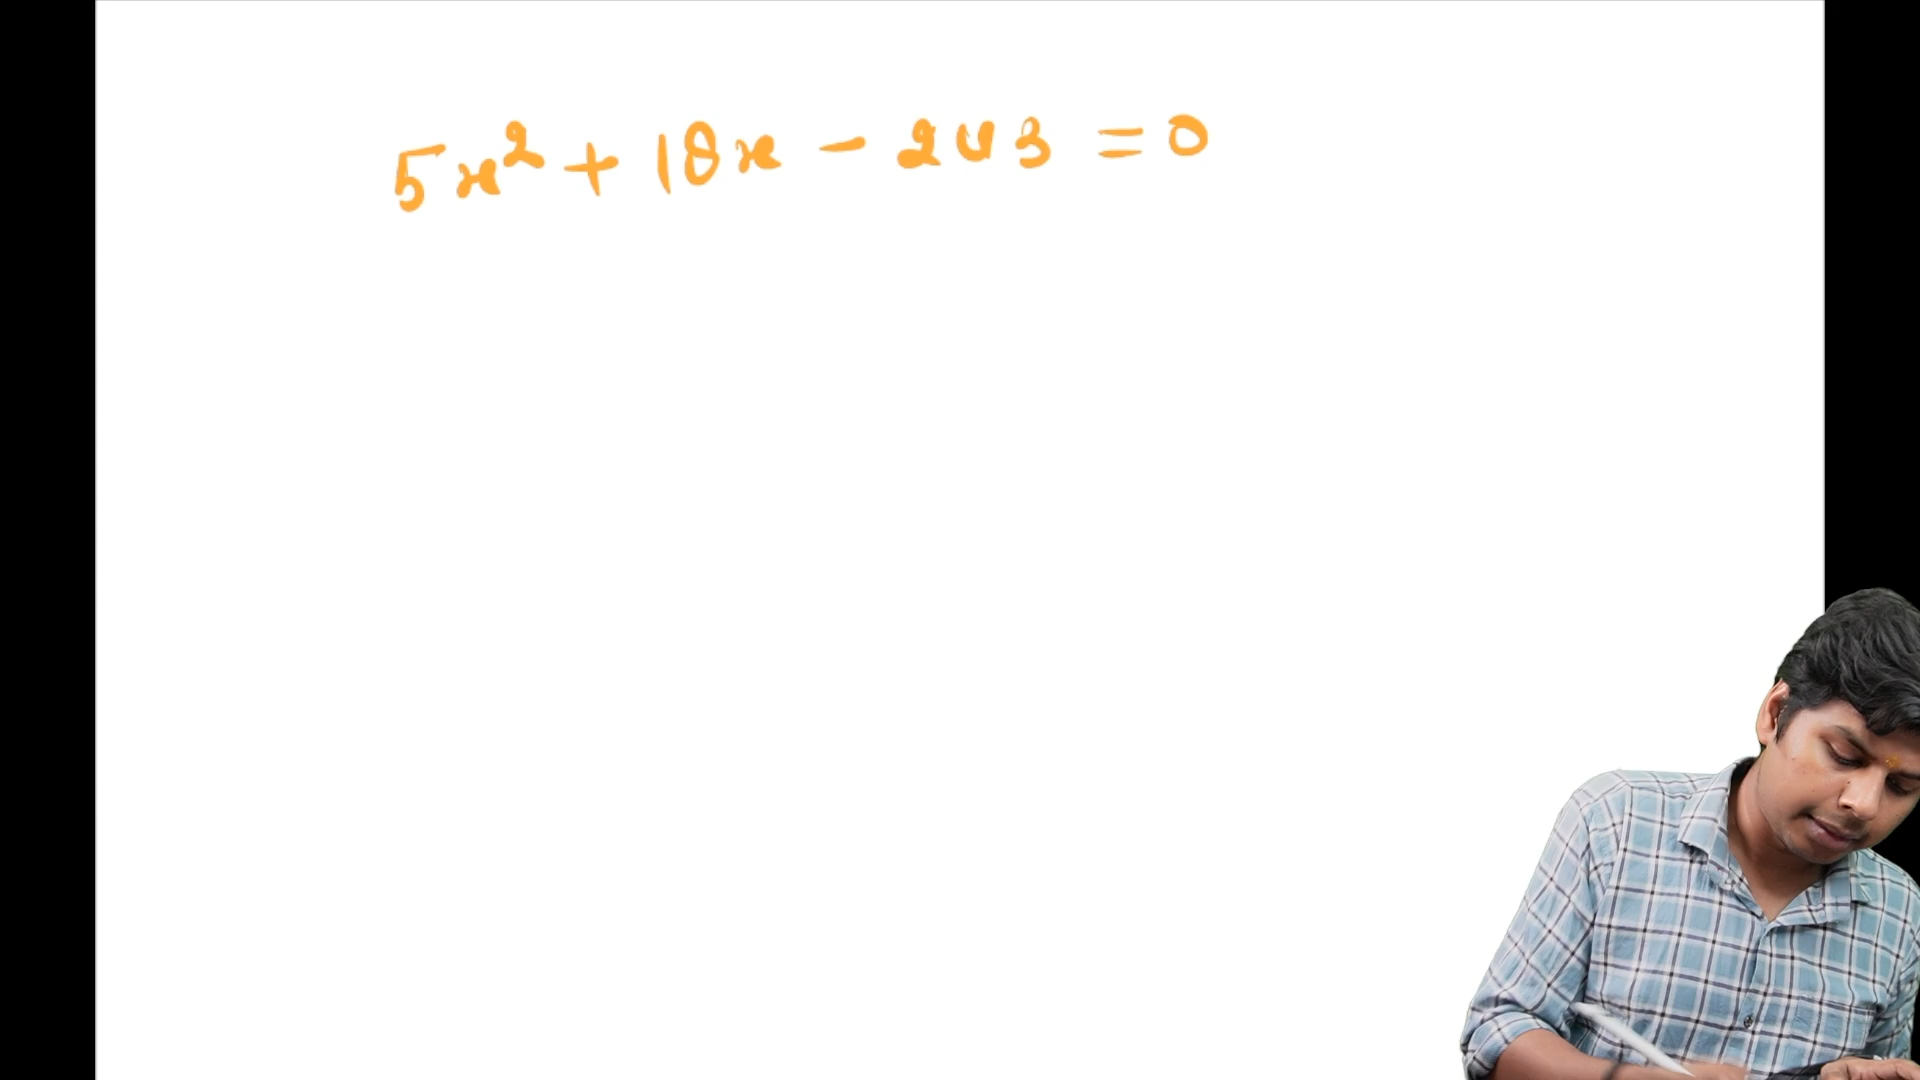 5x² + 18x - 243 = 0